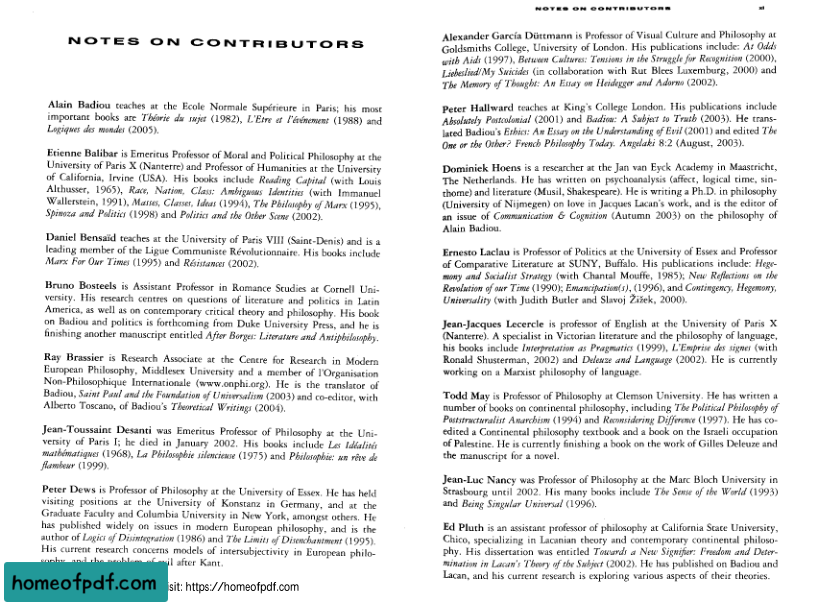 NOTES ON CONTRIBUTORS
Alain Badiou teaches at the Ecole Normale Supérieure in Paris; his most
important books are Théorie du sujet (1982), L'Etre et l'événement (1988) and
Logiques des mondes (2005).
Etienne Balibar is Emeritus Professor of Moral and Political Philosophy at the
University of Paris X (Nanterre) and Professor of Humanities at the University
of California, Irvine (USA). His books include Reading Capital (with Louis
Althusser, 1965), Race, Nation, Class: Ambiguous Identities (with Immanuel
Wallerstein, 1991), Masses, Classes, Ideas (1994), The Philosophy of Marx (1995),
Spinoza and Politics (1998) and Politics and the Other Scene (2002).
Daniel Bensaïd teaches at the University of Paris VIII (Saint-Denis) and is a
leading member of the Ligue Communiste Révolutionnaire. His books include
Marx For Our Times (1995) and Résistances (2002).
Bruno Bosteels is Assistant Professor in Romance Studies at Cornell Uni-
versity. His research centres on questions of literature and politics in Latin
America, as well as on contemporary critical theory and philosophy. His book
on Badiou and politics is forthcoming from Duke University Press, and he is
finishing another manuscript entitled After Borges: Literature and Antiphilosophy.
Ray Brassier is Research Associate at the Centre for Research in Modern
European Philosophy, Middlesex University and a member of l'Organisation
Non-Philosophique Internationale (www.onphi.org). He is the translator of
Badiou, Saint Paul and the Foundation of Universalism (2003) and co-editor, with
Alberto Toscano, of Badiou's Theoretical Writings (2004).
Jean-Toussaint Desanti was Emeritus Professor of Philosophy at the Uni-
versity of Paris I; he died in January 2002. His books include Les Idéalités
mathématiques (1968), La Philosophie silencieuse (1975) and Philosophie: un rêve de
flambeur (1999).
Peter Dews is Professor of Philosophy at the University of Essex. He has held
visiting positions at the University of Konstanz in Germany, and at the
Graduate Faculty and Columbia University in New York, amongst others. He
has published widely on issues in modern European philosophy, and is the
author of Logics of Disintegration (1986) and The Limits of Disenchantment (1995).
His current research concerns models of intersubjectivity in European philo-
sophy, and the problem of evil after Kant.
homeofpdf.com
isit: https://homeofpdf.com
NOTES ON CONTRIBUTORS xi
Alexander García Düttmann is Professor of Visual Culture and Philosophy at
Goldsmiths College, University of London. His publications include: At Odds
with Aids (1997), Between Cultures: Tensions in the Struggle for Recognition (2000),
Liebeslied/My Suicides (in collaboration with Rut Blees Luxemburg, 2000) and
The Memory of Thought: An Essay on Heidegger and Adorno (2002).
Peter Hallward teaches at King's College London. His publications include
Absolutely Postcolonial (2001) and Badiou: A Subject to Truth (2003). He trans-
lated Badiou's Ethics: An Essay on the Understanding of Evil (2001) and edited The
One or the Other? French Philosophy Today. Angelaki 8:2 (August, 2003).
Dominiek Hoens is a researcher at the Jan van Eyck Academy in Maastricht,
The Netherlands. He has written on psychoanalysis (affect, logical time, sin-
thome) and literature (Musil, Shakespeare). He is writing a Ph.D. in philosophy
(University of Nijmegen) on love in Jacques Lacan's work, and is the editor of
an issue of Communication & Cognition (Autumn 2003) on the philosophy of
Alain Badiou.
Ernesto Laclau is Professor of Politics at the University of Essex and Professor
of Comparative Literature at SUNY, Buffalo. His publications include: Hege-
mony and Socialist Strategy (with Chantal Mouffe, 1985); New Reflections on the
Revolution of our Time (1990); Emancipation(s), (1996), and Contingency, Hegemony,
Universality (with Judith Butler and Slavoj Žižek, 2000).
Jean-Jacques Lecercle is professor of English at the University of Paris X
(Nanterre). A specialist in Victorian literature and the philosophy of language,
his books include Interpretation as Pragmatics (1999), L'Emprise des signes (with
Ronald Shusterman, 2002) and Deleuze and Language (2002). He is currently
working on a Marxist philosophy of language.
Todd May is Professor of Philosophy at Clemson University. He has written a
number of books on continental philosophy, including The Political Philosophy of
Poststructuralist Anarchism (1994) and Reconsidering Difference (1997). He has co-
edited a Continental philosophy textbook and a book on the Israeli occupation
of Palestine. He is currently finishing a book on the work of Gilles Deleuze and
the manuscript for a novel.
Jean-Luc Nancy was Professor of Philosophy at the Marc Bloch University in
Strasbourg until 2002. His many books include The Sense of the World (1993)
and Being Singular Universal (1996).
Ed Pluth is an assistant professor of philosophy at California State University,
Chico, specializing in Lacanian theory and contemporary continental philoso-
phy. His dissertation was entitled Towards a New Signifier: Freedom and Deter-
mination in Lacan's Theory of the Subject (2002). He has published on Badiou and
Lacan, and his current research is exploring various aspects of their theories.